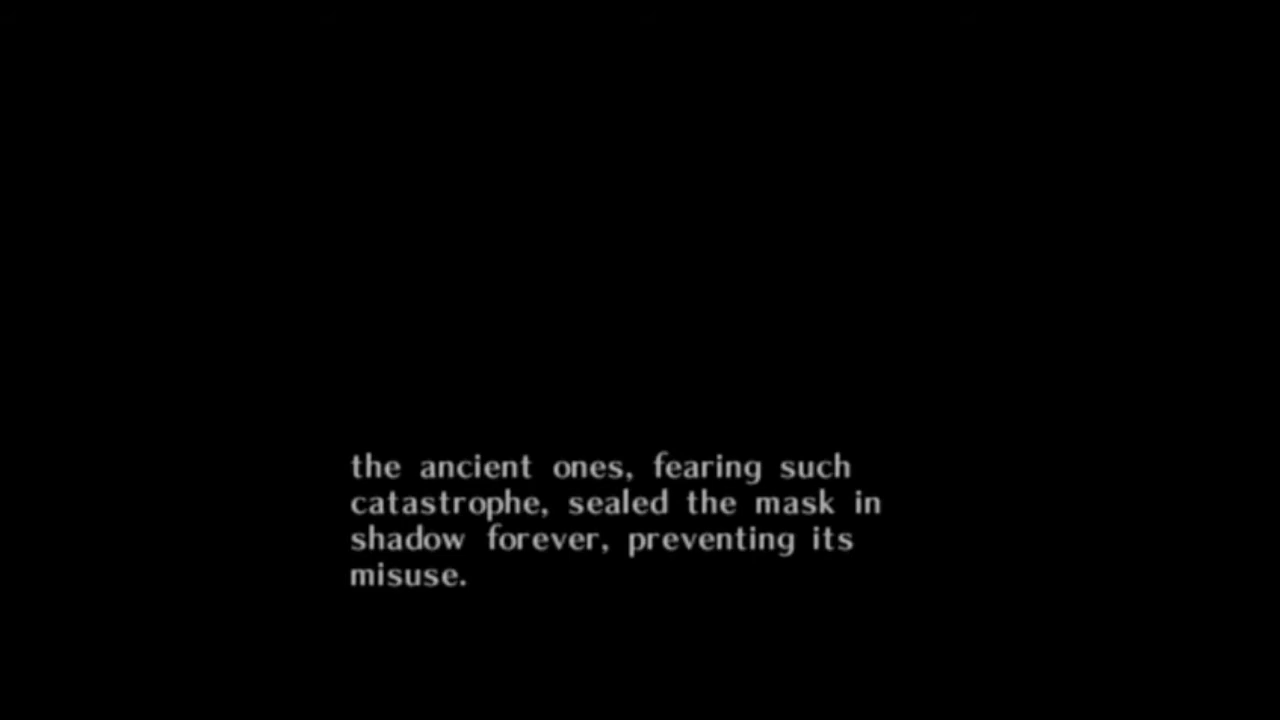 the ancient ones, fearing such
catastrophe, sealed the mask in
shadow forever, preventing its
misuse.